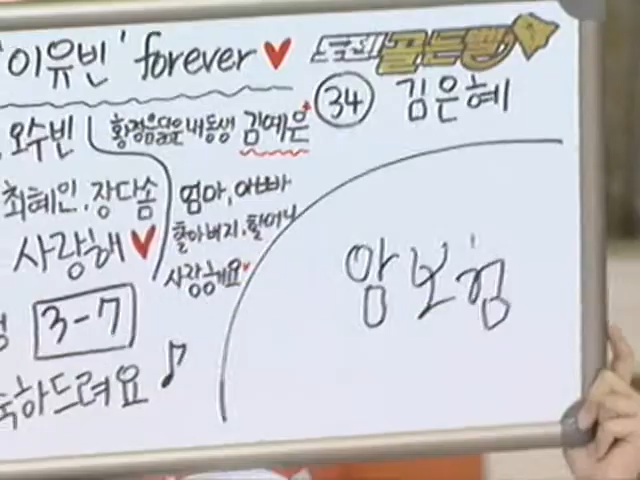 '이유빈' forever
도전 골든벨
34 김은혜
오수빈
황정음닮은 내동생 김예은
최혜인. 장다솜
사랑해
엄마, 아빠
할아버지. 할머니
사랑해요
3-7
하드려요
암보험